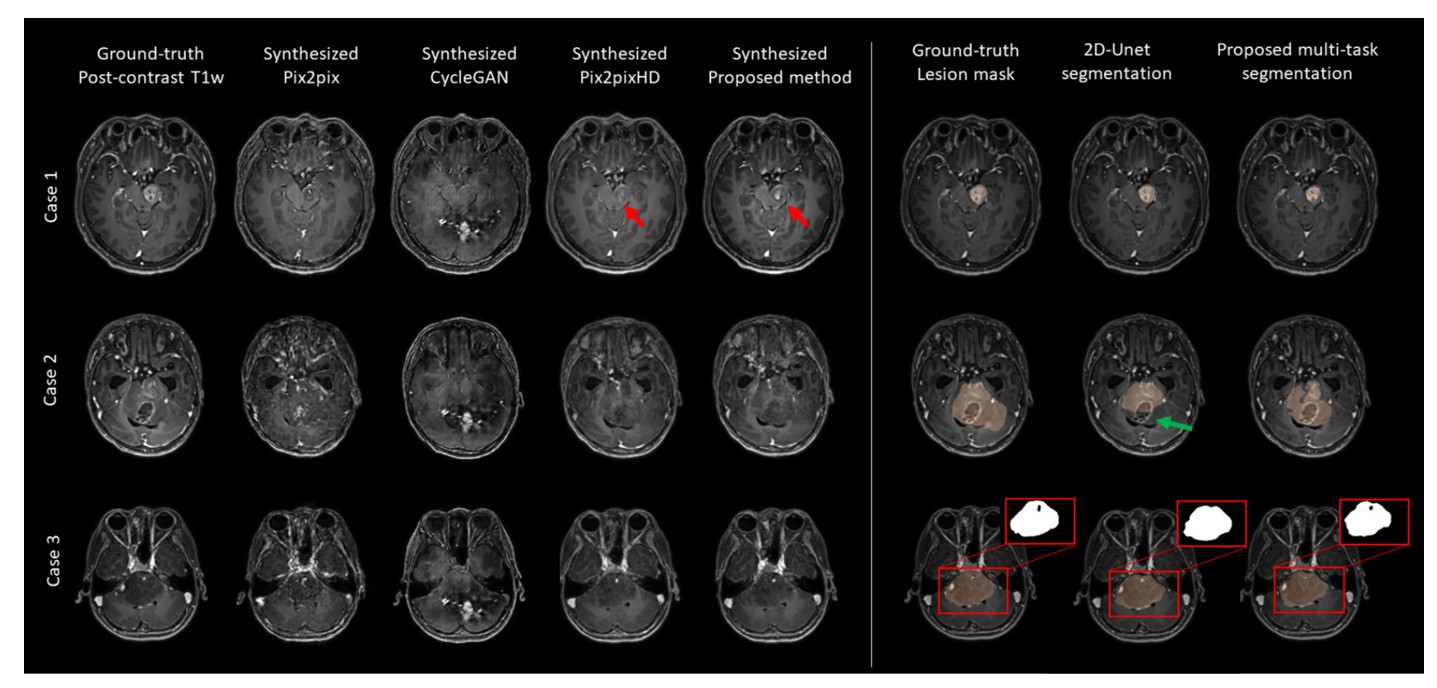 Ground-truth
Post-contrast T1w
Synthesized
Pix2pix
Synthesized
CycleGAN
Synthesized
Pix2pixHD
Synthesized
Proposed method
Ground-truth
Lesion mask
2D-Unet
segmentation
Proposed multi-task
segmentation
Case 1
Case 2
Case 3